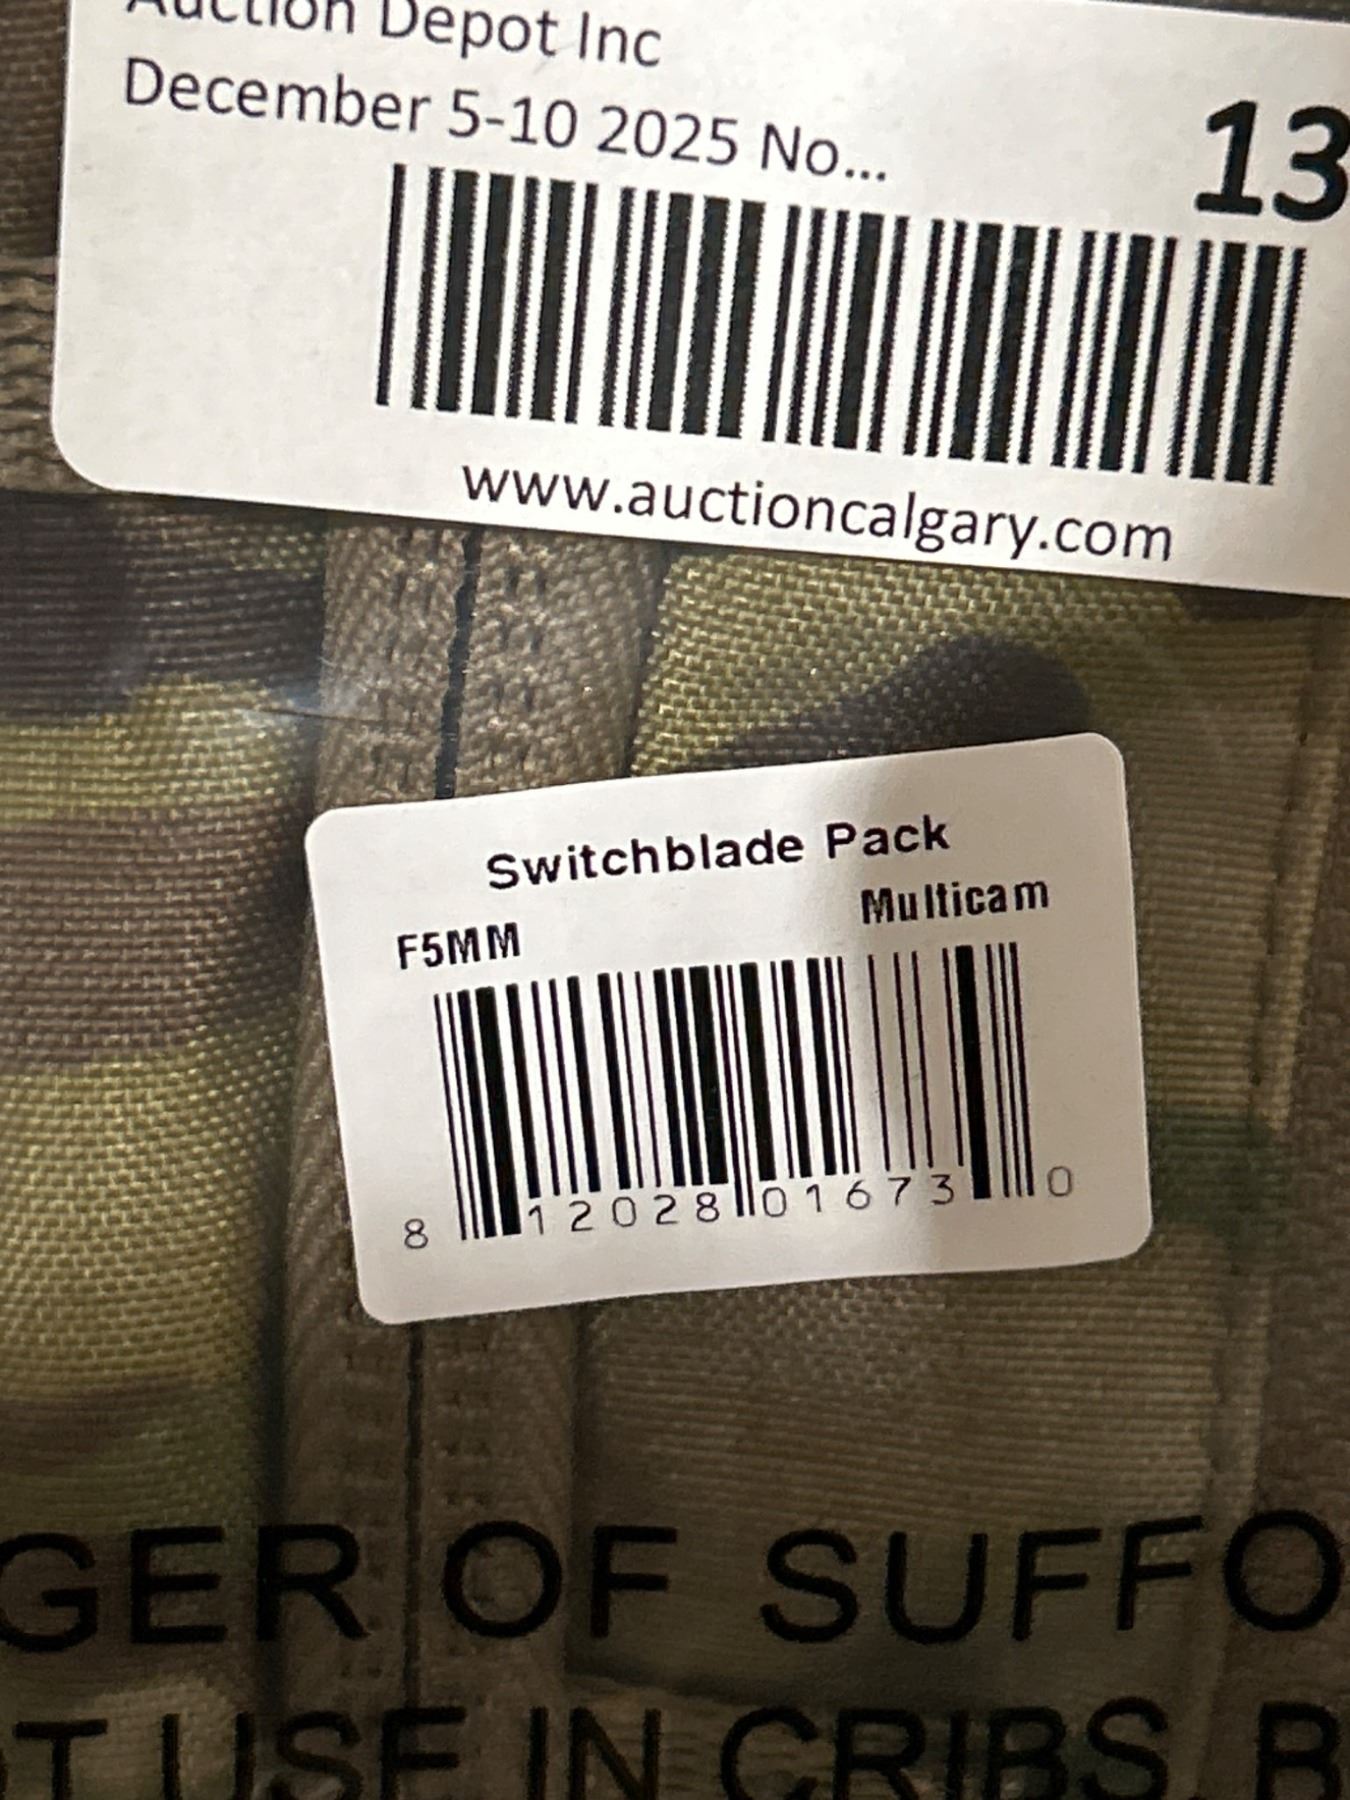 Auction Depot Inc
December 5-10 2025 No...
13
www.auctioncalgary.com
Switchblade Pack
F5MM
Multicam
8 12028 01673 0
GER OF SUFFO
T USE IN CRIBS, B